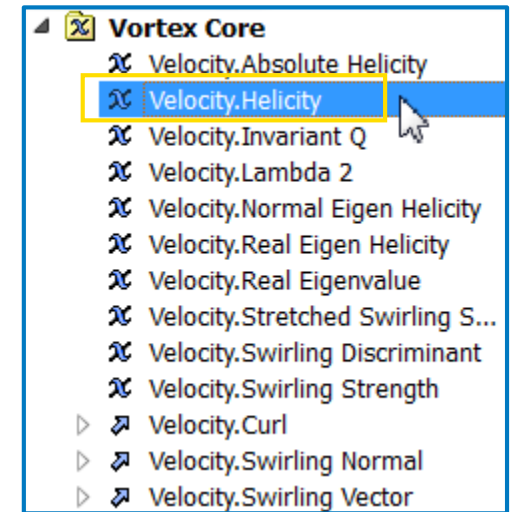 Vortex Core
Velocity.Absolute Helicity
Velocity.Helicity
Velocity.Invariant Q
Velocity.Lambda 2
Velocity.Normal Eigen Helicity
Velocity.Real Eigen Helicity
Velocity.Real Eigenvalue
Velocity.Stretched Swirling S...
Velocity.Swirling Discriminant
Velocity.Swirling Strength
Velocity.Curl
Velocity.Swirling Normal
Velocity.Swirling Vector